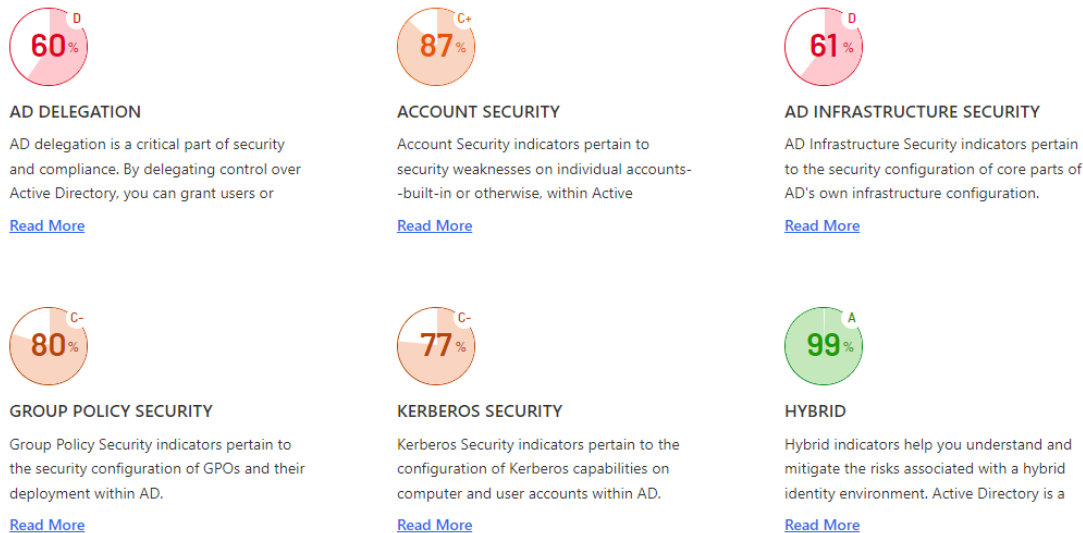 D
60%
AD DELEGATION
AD delegation is a critical part of security
and compliance. By delegating control over
Active Directory, you can grant users or
Read More
C+
87%
ACCOUNT SECURITY
Account Security indicators pertain to
security weaknesses on individual accounts-
-built-in or otherwise, within Active
Read More
D
61%
AD INFRASTRUCTURE SECURITY
AD Infrastructure Security indicators pertain
to the security configuration of core parts of
AD's own infrastructure configuration.
Read More
C-
80%
GROUP POLICY SECURITY
Group Policy Security indicators pertain to
the security configuration of GPOs and their
deployment within AD.
Read More
C-
77%
KERBEROS SECURITY
Kerberos Security indicators pertain to the
configuration of Kerberos capabilities on
computer and user accounts within AD.
Read More
A
99%
HYBRID
Hybrid indicators help you understand and
mitigate the risks associated with a hybrid
identity environment. Active Directory is a
Read More